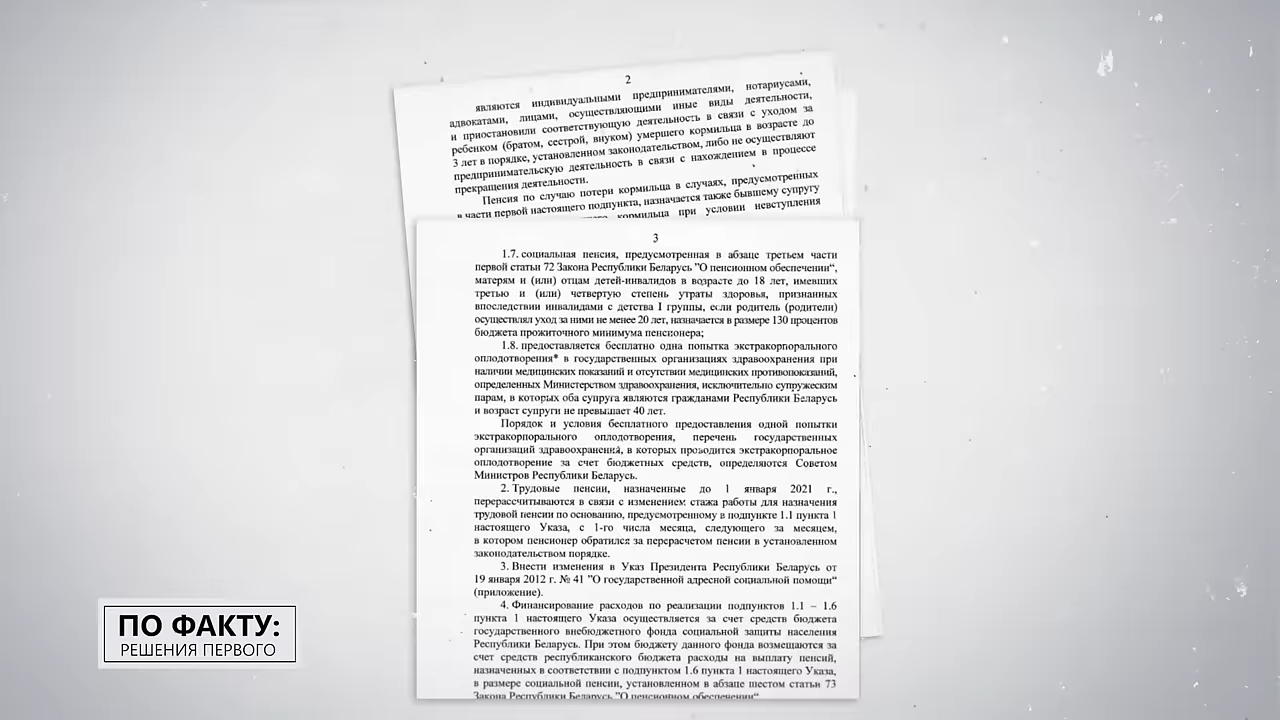 2
являются индивидуальными предпринимателями, нотариусами,
адвокатами, лицами, осуществляющими иные виды деятельности,
и приостановили соответствующую деятельность в связи с уходом за
ребенком (братом, сестрой, внуком) умершего кормильца в возрасте до
3 лет в порядке, установленном законодательством, либо не осуществляют
предпринимательскую деятельность в связи с нахождением в процессе
прекращения деятельности.
Пенсия по случаю потери кормильца в случаях, предусмотренных
в части первой настоящего подпункта, назначается также бывшему супругу
кормильца при условии невступления
3
1.7. социальная пенсия, предусмотренная в абзаце третьем части
первой статьи 72 Закона Республики Беларусь "О пенсионном обеспечении“,
матерям и (или) отцам детей-инвалидов в возрасте до 18 лет, имевших
третью и (или) четвертую степень утраты здоровья, признанных
впоследствии инвалидами с детства I группы, если родитель (родители)
осуществлял уход за ними не менее 20 лет, назначается в размере 130 процентов
бюджета прожиточного минимума пенсионера;
1.8. предоставляется бесплатно одна попытка экстракорпорального
оплодотворения* в государственных организациях здравоохранения при
наличии медицинских показаний и отсутствии медицинских противопоказаний,
определенных Министерством здравоохранения, исключительно супружеским
парам, в которых оба супруга являются гражданами Республики Беларусь
и возраст супруги не превышает 40 лет.
Порядок и условия бесплатного предоставления одной попытки
экстракорпорального оплодотворения, перечень государственных
организаций здравоохранения, в которых проводится экстракорпоральное
оплодотворение за счет бюджетных средств, определяются Советом
Министров Республики Беларусь.
2. Трудовые пенсии, назначенные до 1 января 2021 г.,
перерассчитываются в связи с изменением стажа работы для назначения
трудовой пенсии по основанию, предусмотренному в подпункте 1.1 пункта 1
настоящего Указа, с 1-го числа месяца, следующего за месяцем,
в котором пенсионер обратился за перерасчетом пенсии в установленном
законодательством порядке.
3. Внести изменения в Указ Президента Республики Беларусь от
19 января 2012 г. № 41 "О государственной адресной социальной помощи“
(приложение).
4. Финансирование расходов по реализации подпунктов 1.1 – 1.6
пункта 1 настоящего Указа осуществляется за счет средств бюджета
государственного внебюджетного фонда социальной защиты населения
Республики Беларусь. При этом бюджету данного фонда возмещаются за
счет средств республиканского бюджета расходы на выплату пенсий,
назначенных в соответствии с подпунктом 1.6 пункта 1 настоящего Указа,
в размере социальной пенсии, установленном в абзаце шестом статьи 73
Закона Республики Беларусь "О пенсионном обеспечении“
ПО ФАКТУ:
РЕШЕНИЯ ПЕРВОГО